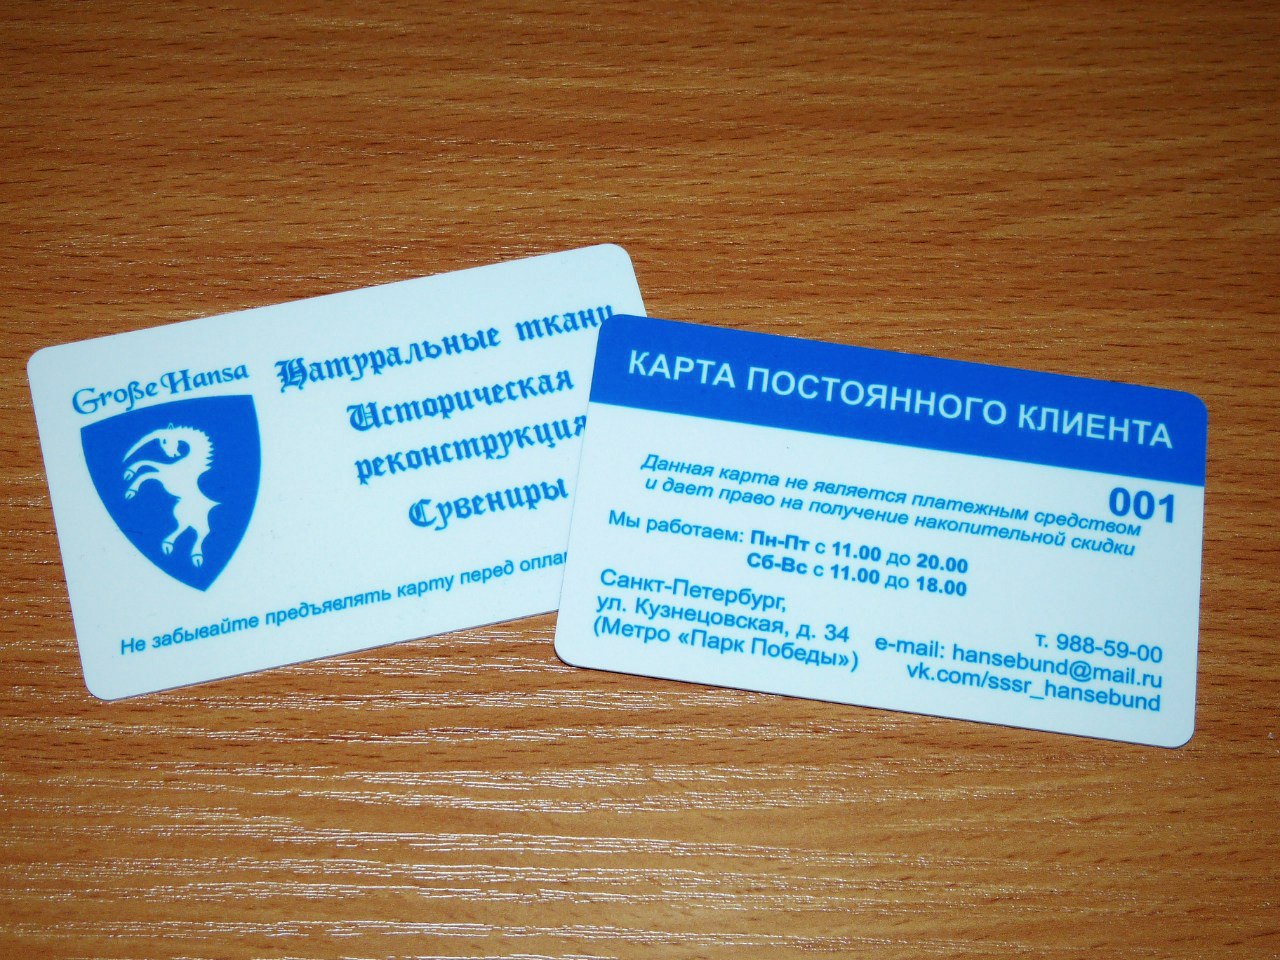 Große Hansa
Натуральные ткани
Историческая
реконструкция
Сувениры
Не забывайте предъявлять карту перед
КАРТА ПОСТОЯННОГО КЛИЕНТА
001
Данная карта не является платежным средством
и дает право на получение накопительной скидки
Мы работаем: Пн-Пт с 11.00 до 20.00
Сб-Вс с 11.00 до 18.00
Санкт-Петербург,
ул. Кузнецовская, д. 34
(Метро «Парк Победы»)
т. 988-59-00
e-mail: hansebund@mail.ru
vk.com/sssr_hansebund